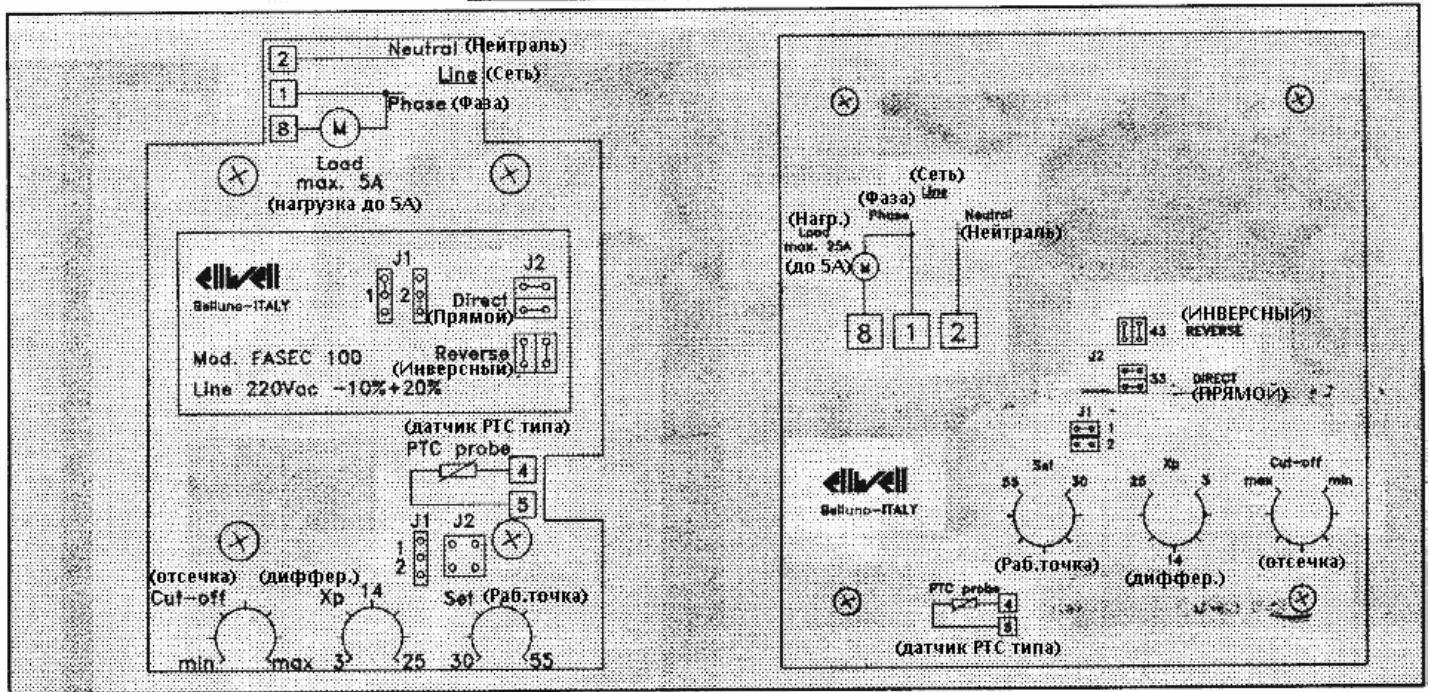 2
Neutral (Нейтраль)
Line (Сеть)
1
Phase (Фаза)
8
M
Load
max. 5A
(нагрузка до 5А)
eliwell
Belluno-ITALY
J1
1
2
J2
Direct
(Прямой)
Reverse
(Инверсный)
Mod. FASEC 100
Line 220Vac -10%+20%
(датчик PTC типа)
PTC probe
4
5
J1
1
2
J2
(отсечка)
Cut-off
min
max
(диффер.)
Xp
14
3
25
Set (Раб.точка)
30
55
(Сеть)
Line
(Фаза)
Phase
Neutral
(Нейтраль)
(Нагр.)
Load
max. 25A
(до 5А)
M
8
1
2
(ИНВЕРСНЫЙ)
43 REVERSE
J2
53 DIRECT
(ПРЯМОЙ)
J1
1
2
eliwell
Belluno-ITALY
Set
55
30
(Раб.точка)
Xp
25
3
14
(диффер.)
Cut-off
max
min
(отсечка)
PTC probe
4
5
(датчик PTC типа)